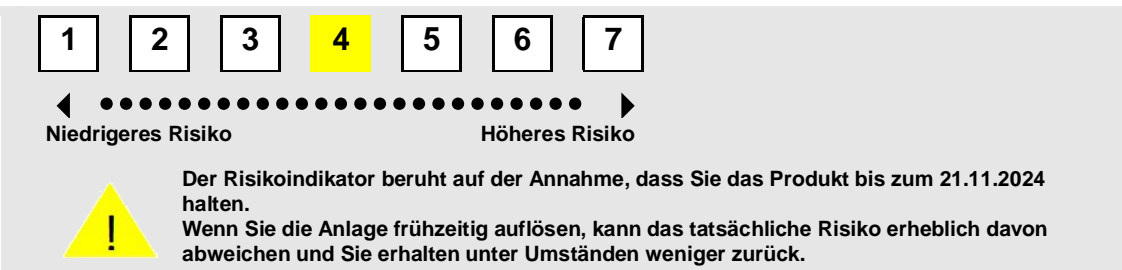 1 2 3 4 5 6 7
Niedrigeres Risiko Höheres Risiko
Der Risikoindikator beruht auf der Annahme, dass Sie das Produkt bis zum 21.11.2024
halten.
Wenn Sie die Anlage frühzeitig auflösen, kann das tatsächliche Risiko erheblich davon
abweichen und Sie erhalten unter Umständen weniger zurück.
!